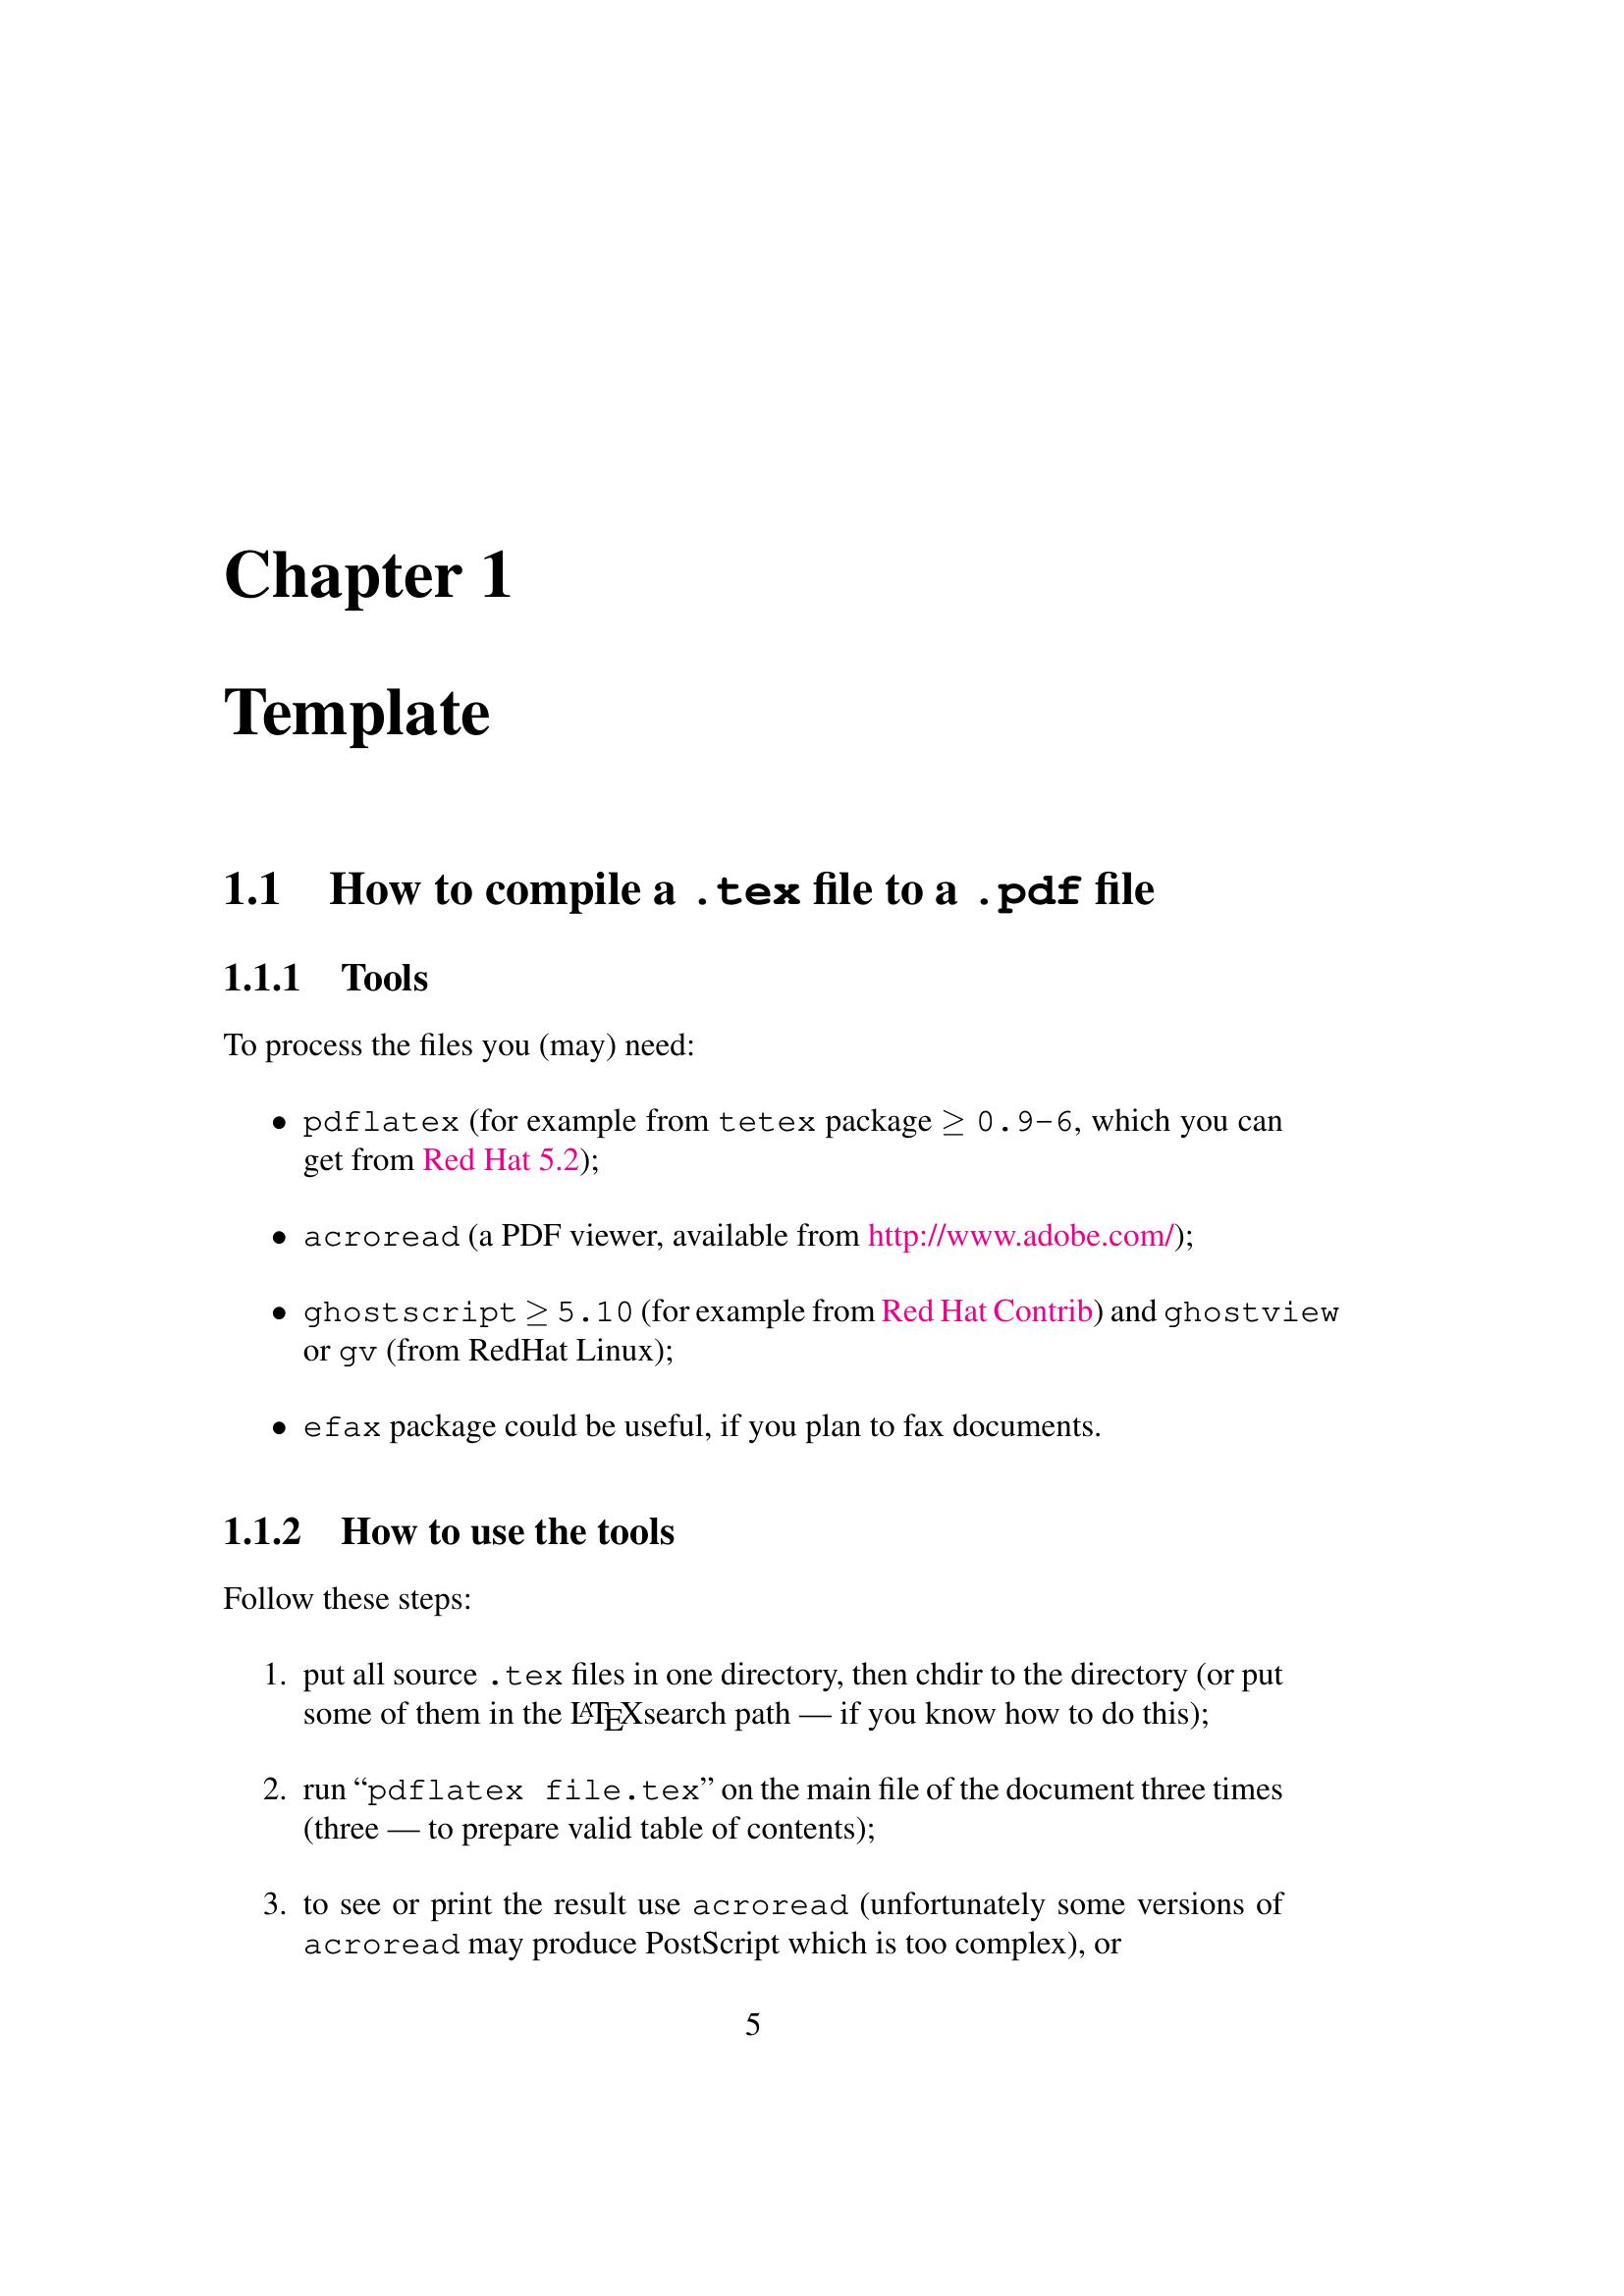 Chapter 1
Template
1.1 How to compile a .tex file to a .pdf file
1.1.1 Tools
To process the files you (may) need:
• pdflatex (for example from tetex package ≥ 0.9-6, which you can
get from Red Hat 5.2);
• acroread (a PDF viewer, available from http://www.adobe.com/);
• ghostscript ≥ 5.10 (for example from Red Hat Contrib) and ghostview
or gv (from RedHat Linux);
• efax package could be useful, if you plan to fax documents.
1.1.2 How to use the tools
Follow these steps:
1. put all source .tex files in one directory, then chdir to the directory (or put
some of them in the LATEXsearch path — if you know how to do this);
2. run “pdflatex file.tex” on the main file of the document three times
(three — to prepare valid table of contents);
3. to see or print the result use acroread (unfortunately some versions of
acroread may produce PostScript which is too complex), or
5